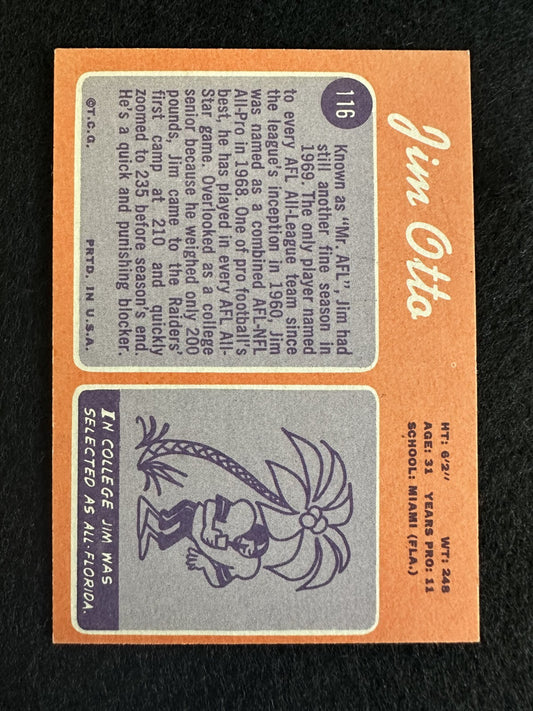 Jim Otto
HT: 6'2" WT: 248
AGE: 31 YEARS PRO: 11
SCHOOL: MIAMI (FLA.)
116
Known as "Mr. AFL", Jim had
still another fine season in
1969. The only player named
to every AFL All-League team since
the league's inception in 1960, Jim
was named as a combined AFL-NFL
All-Pro in 1968. One of pro football's
best, he has played in every AFL All-
Star game. Overlooked as a college
senior because he weighed only 200
pounds, Jim came to the Raiders'
first camp at 210 and quickly
zoomed to 235 before season's end.
He's a quick and punishing blocker.
©T.C.G. PRTD. IN U.S.A.
IN COLLEGE JIM WAS
SELECTED AS ALL-FLORIDA.